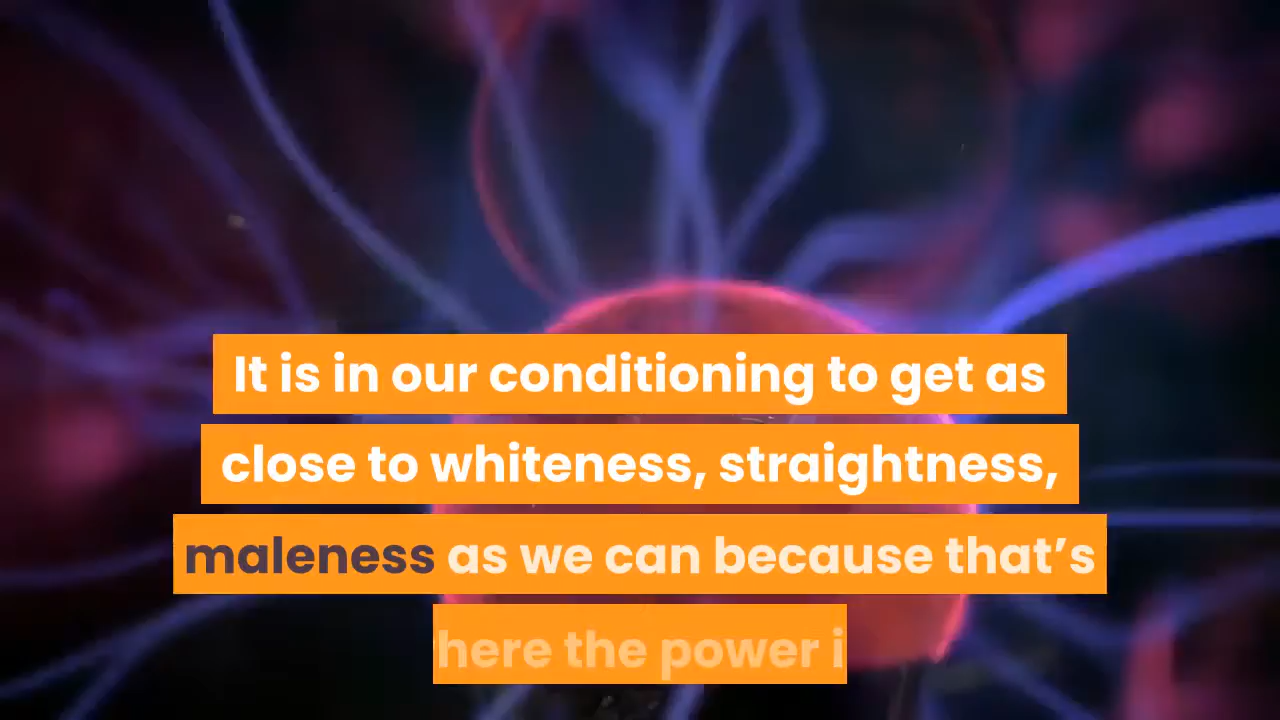 It is in our conditioning to get as
close to whiteness, straightness,
maleness as we can because that’s
the power